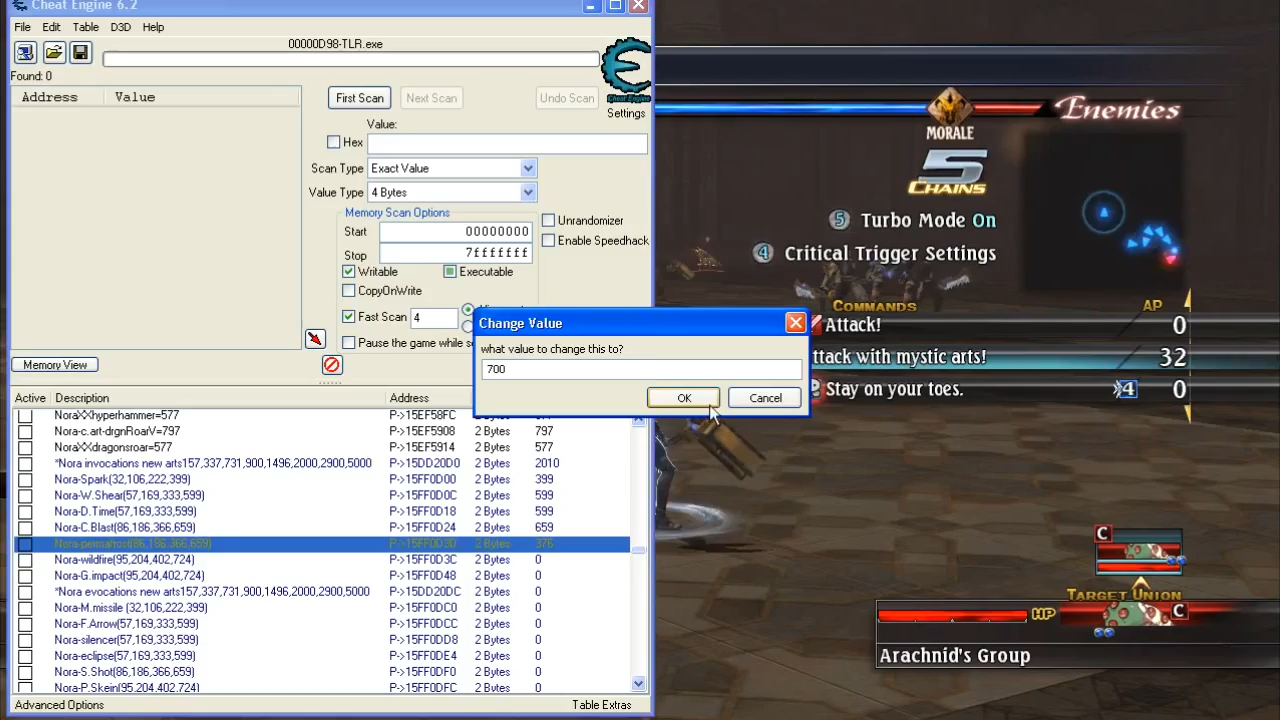 Cheat Engine 6.2
File Edit Table D3D Help
00000D98-TLR.exe
Found: 0
Address Value
First Scan Next Scan Undo Scan
Cheat Engine
Settings
Value:
Hex
Scan Type Exact Value
Value Type 4 Bytes
Memory Scan Options
Start 00000000
Stop 7fffffff
Unrandomizer
Enable Speedhack
Writable Executable
CopyOnWrite
Fast Scan 4
Pause the game while
Memory View
Change Value
what value to change this to?
700
OK Cancel
Active Description Address
NoraXXhyperhammer=577 P->15EF58FC 2 Bytes
Nora-c.art-drgnRoarV=797 P->15EF5908 2 Bytes 797
NoraXXdragonsroar=577 P->15EF5914 2 Bytes 577
*Nora invocations new arts157,337,731,900,1496,2000,2900,5000 P->15DD20D0 2 Bytes 2010
Nora-Spark(32,106,222,399) P->15FF0D00 2 Bytes 399
Nora-W.Shear(57,169,333,599) P->15FF0D0C 2 Bytes 599
Nora-D.Time(57,169,333,599) P->15FF0D18 2 Bytes 599
Nora-C.Blast(86,186,366,659) P->15FF0D24 2 Bytes 659
Nora-permafrost(86,186,366,659) P->15FF0D30 2 Bytes 376
Nora-wildfire(95,204,402,724) P->15FF0D3C 2 Bytes 0
Nora-G.impact(95,204,402,724) P->15FF0D48 2 Bytes 0
*Nora evocations new arts157,337,731,900,1496,2000,2900,5000 P->15DD20DC 2 Bytes 0
Nora-M.missile (32,106,222,399) P->15FF0DC0 2 Bytes 0
Nora-F.Arrow(57,169,333,599) P->15FF0DCC 2 Bytes 0
Nora-silencer(57,169,333,599) P->15FF0DD8 2 Bytes 0
Nora-eclipse(57,169,333,599) P->15FF0DE4 2 Bytes 0
Nora-S.Shot(86,186,366,659) P->15FF0DF0 2 Bytes 0
Nora-P.Skein(95,204,402,724) P->15FF0DFC 2 Bytes 0
Advanced Options Table Extras
Enemies
MORALE
5 CHAINS
5 Turbo Mode On
4 Critical Trigger Settings
COMMANDS AP
Attack! 0
ttack with mystic arts! 32
Stay on your toes. 4 0
C
TARGET UNION
HP C
Arachnid's Group